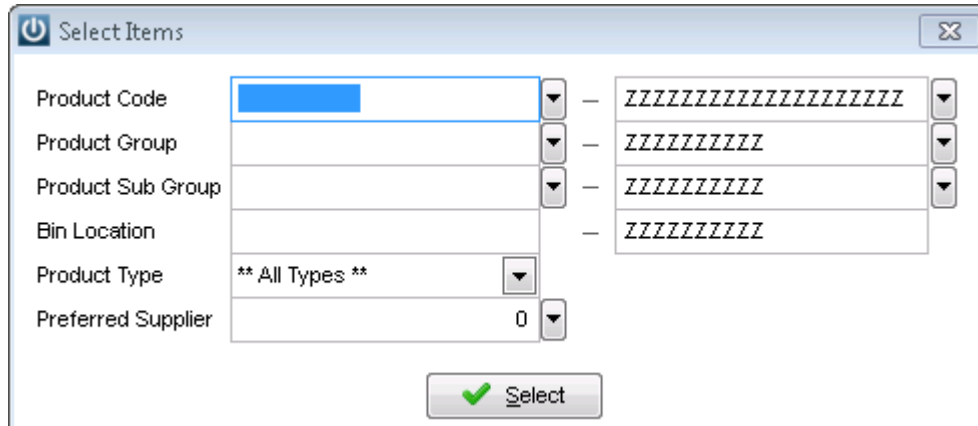 Select Items
Product Code – ZZZZZZZZZZZZZZZZZZZZ
Product Group – ZZZZZZZZZZ
Product Sub Group – ZZZZZZZZZZ
Bin Location – ZZZZZZZZZZ
Product Type ** All Types **
Preferred Supplier 0
Select